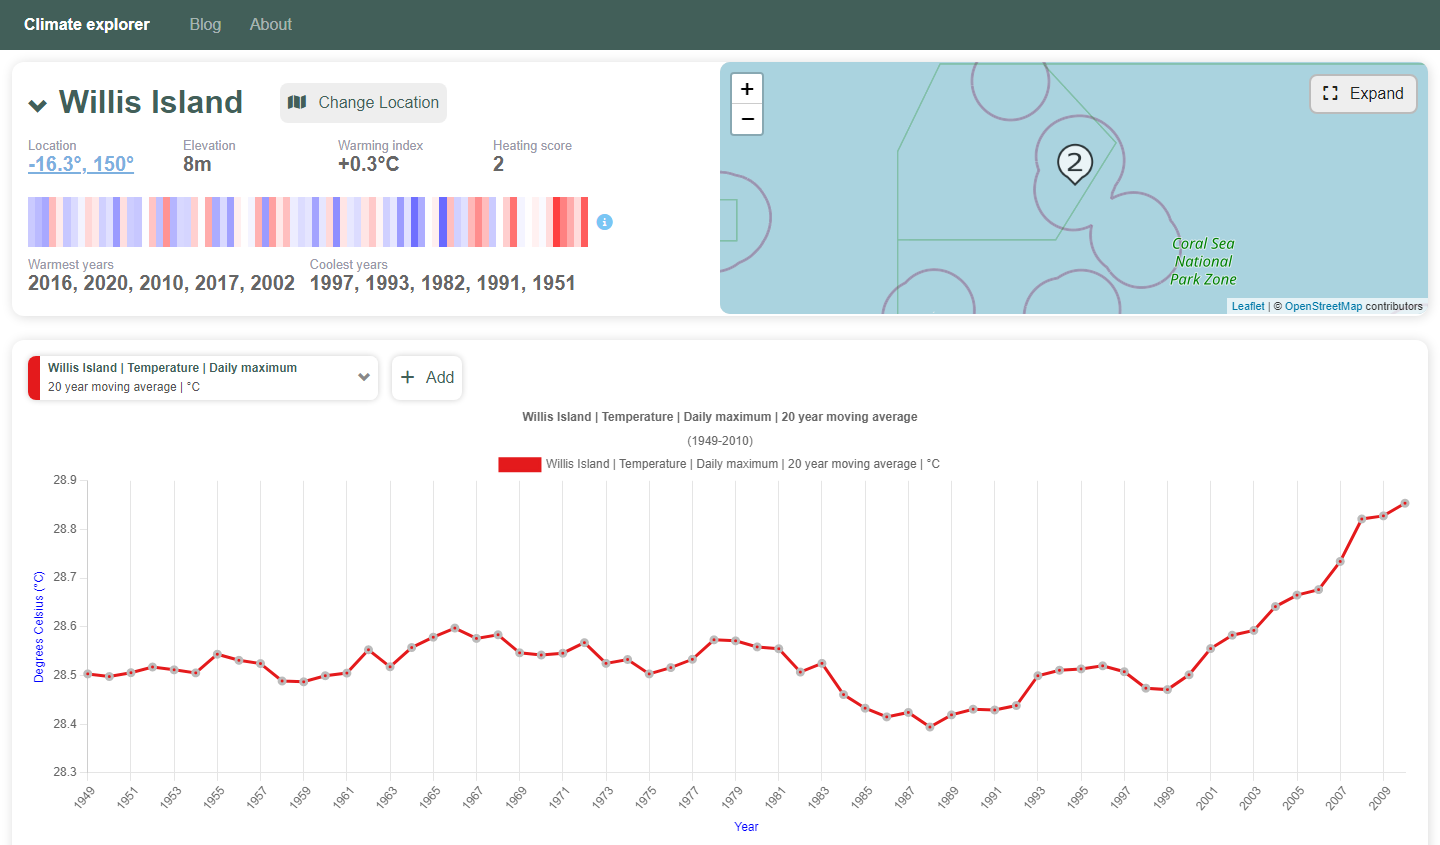 Climate explorer Blog About
Willis Island Change Location
Location Elevation Warming index Heating score
-16.3°, 150° 8m +0.3°C 2
Warmest years Coolest years
2016, 2020, 2010, 2017, 2002 1997, 1993, 1982, 1991, 1951
+
−
Expand
2
Coral Sea
National
Park Zone
Leaflet | © OpenStreetMap contributors
Willis Island | Temperature | Daily maximum
20 year moving average | °C
+ Add
Willis Island | Temperature | Daily maximum | 20 year moving average
(1949-2010)
Willis Island | Temperature | Daily maximum | 20 year moving average | °C
Degrees Celsius (°C)
28.9
28.8
28.7
28.6
28.5
28.4
28.3
1949 1951 1953 1955 1957 1959 1961 1963 1965 1967 1969 1971 1973 1975 1977 1979 1981 1983 1985 1987 1989 1991 1993 1995 1997 1999 2001 2003 2005 2007 2009
Year